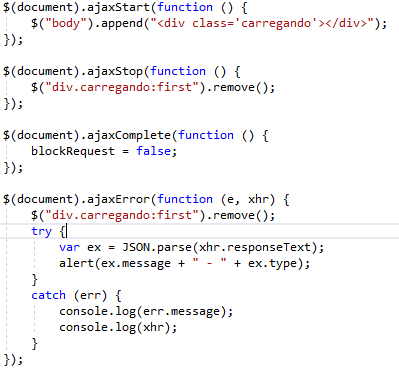 $(document).ajaxStart(function () {
    $("body").append("<div class='carregando'></div>");
});

$(document).ajaxStop(function () {
    $("div.carregando:first").remove();
});

$(document).ajaxComplete(function () {
    blockRequest = false;
});

$(document).ajaxError(function (e, xhr) {
    $("div.carregando:first").remove();
    try {
        var ex = JSON.parse(xhr.responseText);
        alert(ex.message + " - " + ex.type);
    }
    catch (err) {
        console.log(err.message);
        console.log(xhr);
    }
});